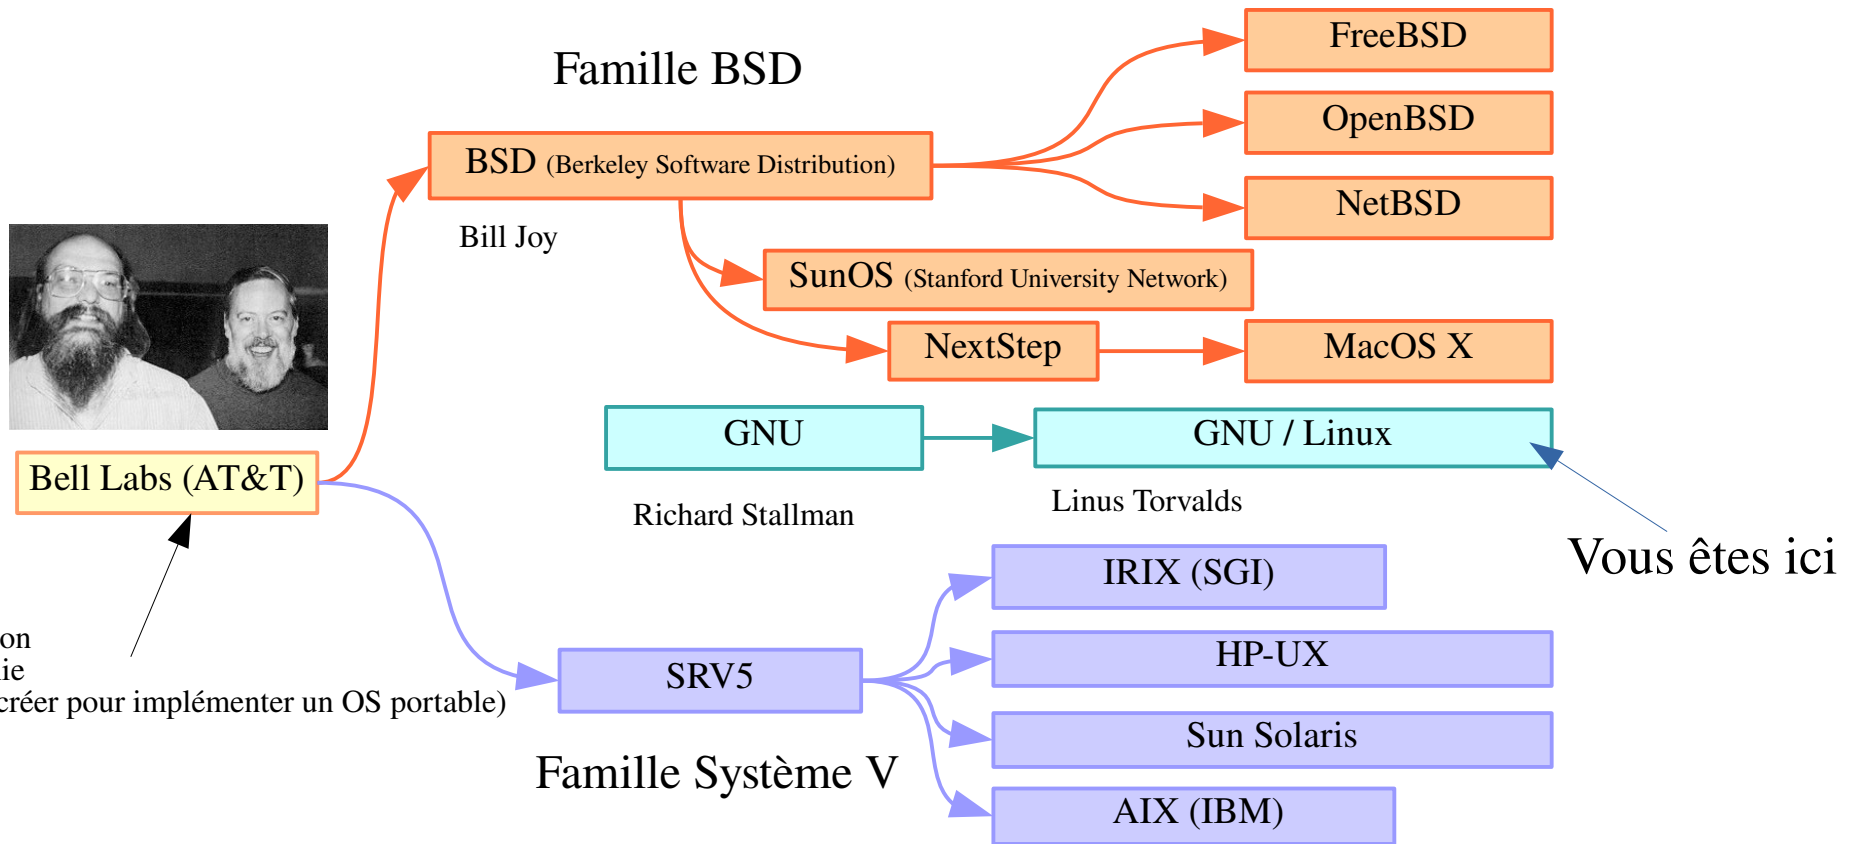 Famille BSD
FreeBSD
OpenBSD
BSD (Berkeley Software Distribution)
NetBSD
Bill Joy
SunOS (Stanford University Network)
NextStep
MacOS X
GNU
GNU / Linux
Bell Labs (AT&T)
Richard Stallman
Linus Torvalds
Vous êtes ici
IRIX (SGI)
on
ie
créer pour implémenter un OS portable)
SRV5
HP-UX
Sun Solaris
Famille Système V
AIX (IBM)